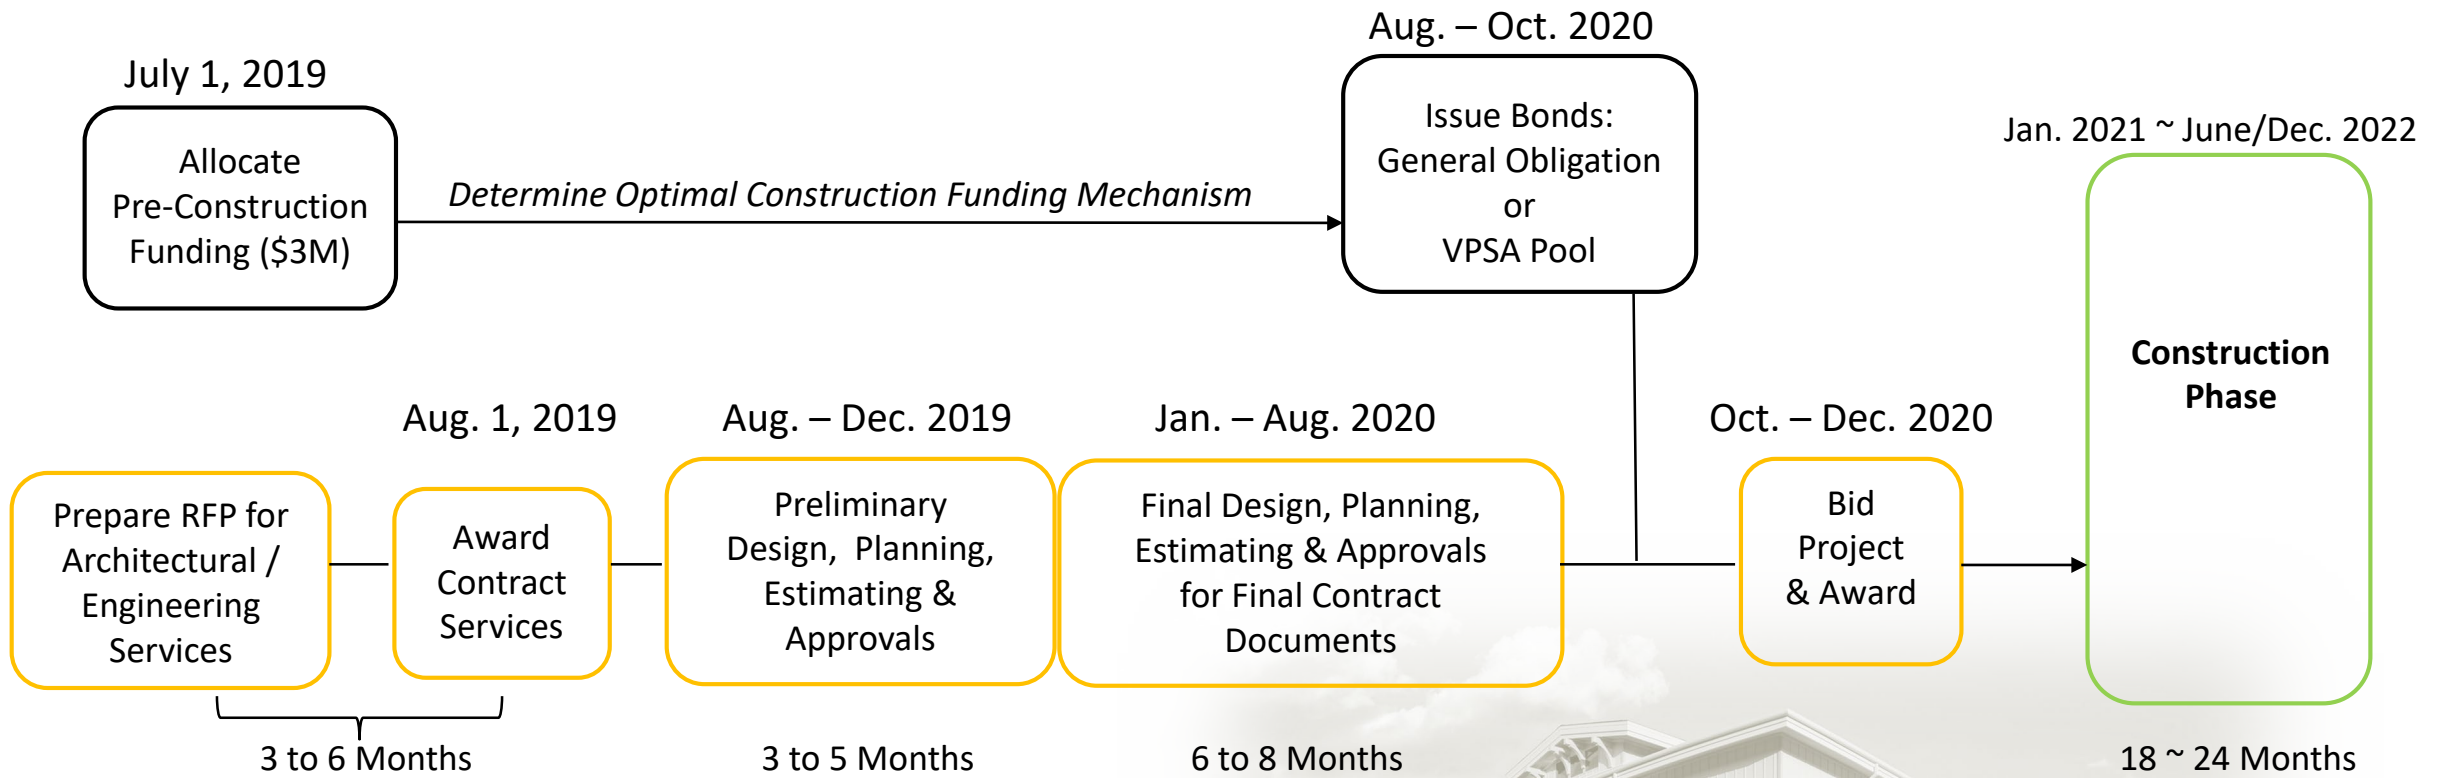 July 1, 2019
Allocate
Pre-Construction
Funding ($3M)
Determine Optimal Construction Funding Mechanism
Aug. – Oct. 2020
Issue Bonds:
General Obligation
or
VPSA Pool
Jan. 2021 ~ June/Dec. 2022
Construction
Phase
Prepare RFP for
Architectural /
Engineering
Services
Aug. 1, 2019
Award
Contract
Services
Aug. – Dec. 2019
Preliminary
Design, Planning,
Estimating &
Approvals
Jan. – Aug. 2020
Final Design, Planning,
Estimating & Approvals
for Final Contract
Documents
Oct. – Dec. 2020
Bid
Project
& Award
3 to 6 Months
3 to 5 Months
6 to 8 Months
18 ~ 24 Months